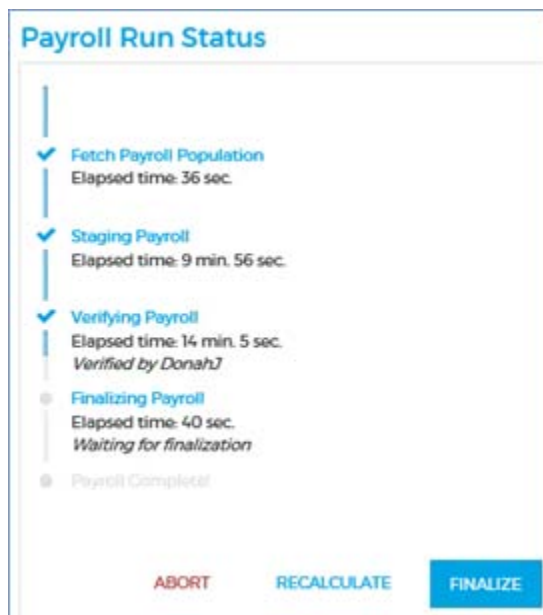 Payroll Run Status
Fetch Payroll Population
Elapsed time: 36 sec.
Staging Payroll
Elapsed time: 9 min. 56 sec.
Verifying Payroll
Elapsed time: 14 min. 5 sec.
Verified by DonahJ
Finalizing Payroll
Elapsed time: 40 sec.
Waiting for finalization
Payroll Complete!
ABORT RECALCULATE FINALIZE